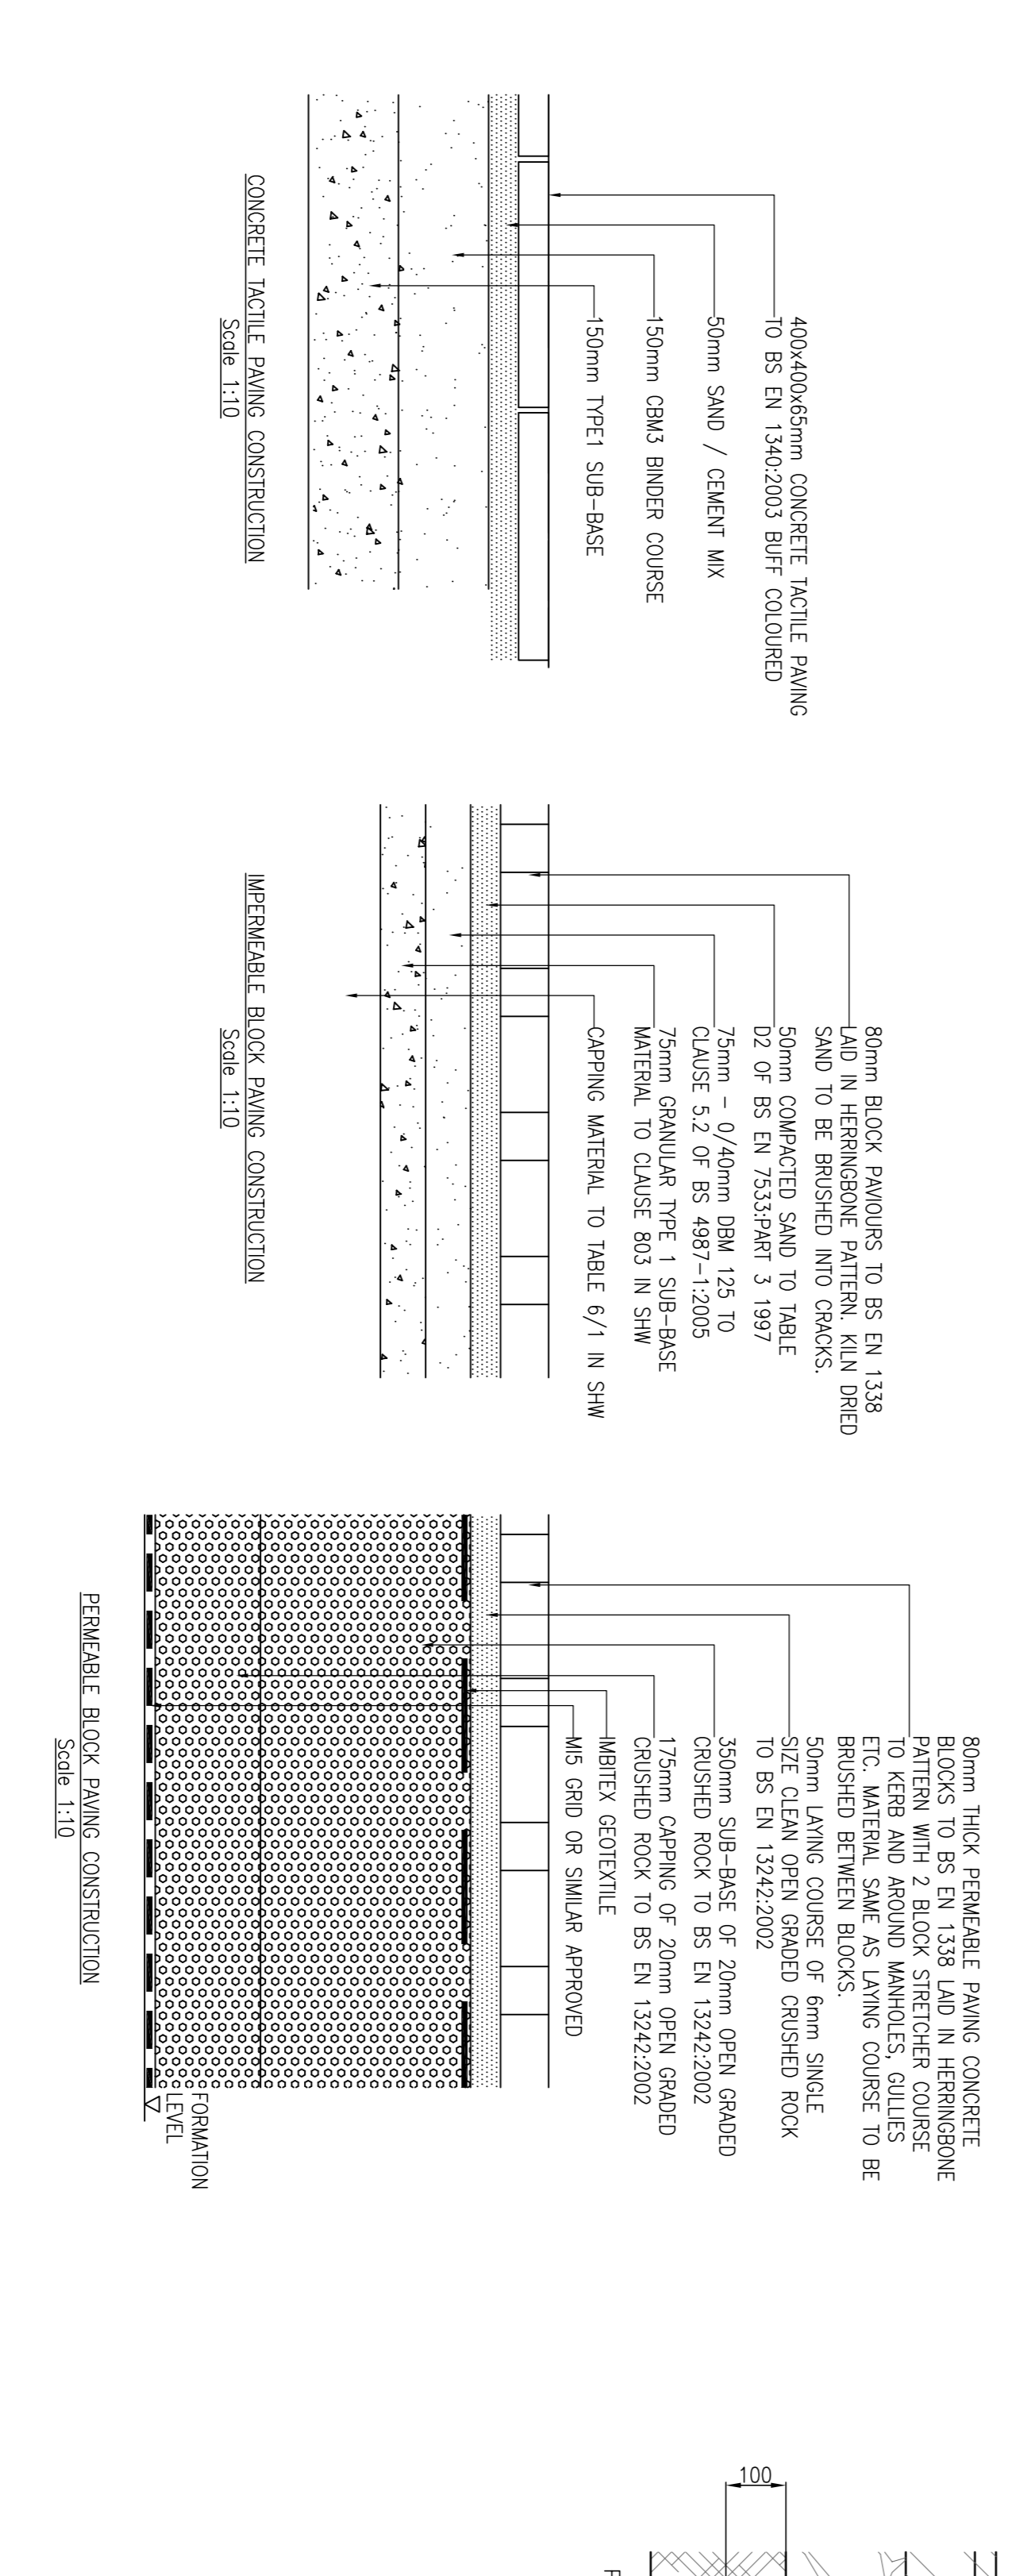 400x400x65mm CONCRETE TACTILE PAVING
TO BS EN 1340:2003 BUFF COLOURED
50mm SAND / CEMENT MIX
150mm CBM3 BINDER COURSE
150mm TYPE1 SUB-BASE
CONCRETE TACTILE PAVING CONSTRUCTION
Scale 1:10
80mm BLOCK PAVIOURS TO BS EN 1338
LAID IN HERRINGBONE PATTERN. KILN DRIED
SAND TO BE BRUSHED INTO CRACKS.
50mm COMPACTED SAND TO TABLE
D2 OF BS EN 7533:PART 3 1997
75mm - 0/40mm DBM 125 TO
CLAUSE 5.2 OF BS 4987-1:2005
75mm GRANULAR TYPE 1 SUB-BASE
MATERIAL TO CLAUSE 803 IN SHW
CAPPING MATERIAL TO TABLE 6/1 IN SHW
IMPERMEABLE BLOCK PAVING CONSTRUCTION
Scale 1:10
80mm THICK PERMEABLE PAVING CONCRETE
BLOCKS TO BS EN 1338 LAID IN HERRINGBONE
PATTERN WITH 2 BLOCK STRETCHER COURSE
TO KERB AND AROUND MANHOLES, GULLIES
ETC. MATERIAL SAME AS LAYING COURSE TO BE
BRUSHED BETWEEN BLOCKS.
50mm LAYING COURSE OF 6mm SINGLE
SIZE CLEAN OPEN GRADED CRUSHED ROCK
TO BS EN 13242:2002
350mm SUB-BASE OF 20mm OPEN GRADED
CRUSHED ROCK TO BS EN 13242:2002
175mm CAPPING OF 20mm OPEN GRADED
CRUSHED ROCK TO BS EN 13242:2002
IMBITEX GEOTEXTILE
MI5 GRID OR SIMILAR APPROVED
FORMATION
LEVEL
PERMEABLE BLOCK PAVING CONSTRUCTION
Scale 1:10
100